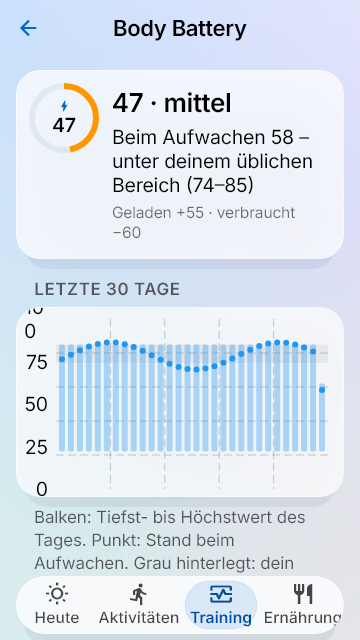 Body Battery
47
47 · mittel
Beim Aufwachen 58 –
unter deinem üblichen
Bereich (74–85)
Geladen +55 · verbraucht
−60
LETZTE 30 TAGE
10
0
75
50
25
0
Balken: Tiefst- bis Höchstwert des
Tages. Punkt: Stand beim
Aufwachen. Grau hinterlegt: dein
Heute
Aktivitäten
Training
Ernährung